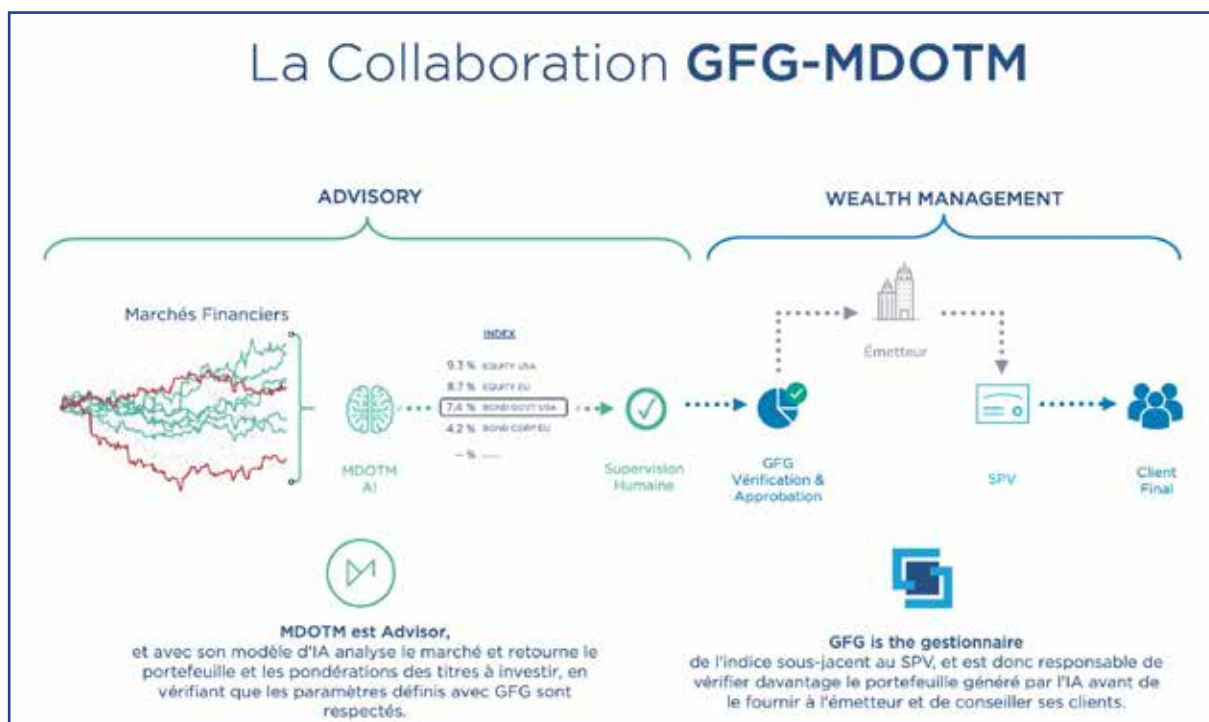 La Collaboration GFG-MDOTM
ADVISORY
WEALTH MANAGEMENT
Marchés Financiers
INDEX
9.3 % EQUITY USA
8.7 % EQUITY EU
7.4 % BOND GOVT USA
4.2 % BOND CORP EU
-- % ......
MDOTM
AI
Supervision
Humaine
GFG
Vérification &
Approbation
Émetteur
SPV
Client
Final
MDOTM est Advisor,
et avec son modèle d'IA analyse le marché et retourne le
portefeuille et les pondérations des titres à investir, en
vérifiant que les paramètres définis avec GFG sont
respectés.
GFG is the gestionnaire
de l'indice sous-jacent au SPV, et est donc responsable de
vérifier davantage le portefeuille généré par l'IA avant de
le fournir à l'émetteur et de conseiller ses clients.